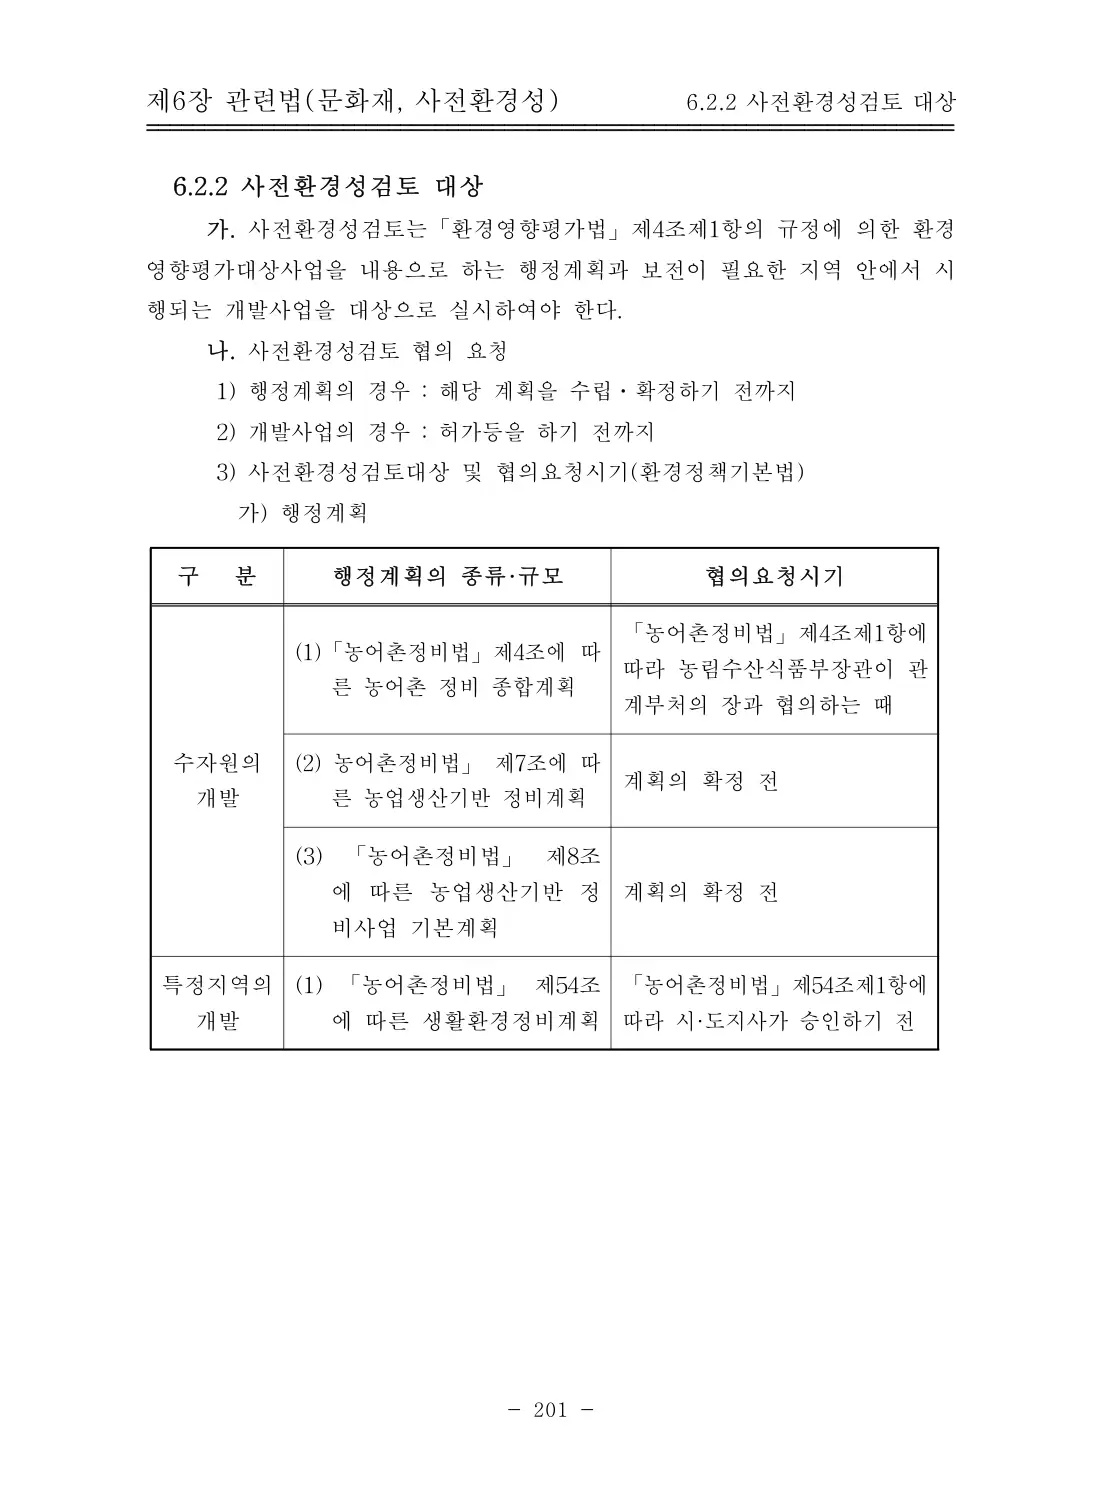 제6장 관련법(문화재, 사전환경성) 6.2.2 사전환경성검토 대상
6.2.2 사전환경성검토 대상
가. 사전환경성검토는「환경영향평가법」제4조제1항의 규정에 의한 환경
영향평가대상사업을 내용으로 하는 행정계획과 보전이 필요한 지역 안에서 시
행되는 개발사업을 대상으로 실시하여야 한다.
나. 사전환경성검토 협의 요청
1) 행정계획의 경우 : 해당 계획을 수립・확정하기 전까지
2) 개발사업의 경우 : 허가등을 하기 전까지
3) 사전환경성검토대상 및 협의요청시기(환경정책기본법)
가) 행정계획
구 분 행정계획의 종류·규모 협의요청시기
수자원의
개발
(1)「농어촌정비법」제4조에 따
른 농어촌 정비 종합계획
「농어촌정비법」제4조제1항에
따라 농림수산식품부장관이 관
계부처의 장과 협의하는 때
(2) 농어촌정비법」 제7조에 따
른 농업생산기반 정비계획
계획의 확정 전
(3) 「농어촌정비법」 제8조
에 따른 농업생산기반 정
비사업 기본계획
계획의 확정 전
특정지역의
개발
(1) 「농어촌정비법」 제54조
에 따른 생활환경정비계획
「농어촌정비법」제54조제1항에
따라 시·도지사가 승인하기 전
- 201 -